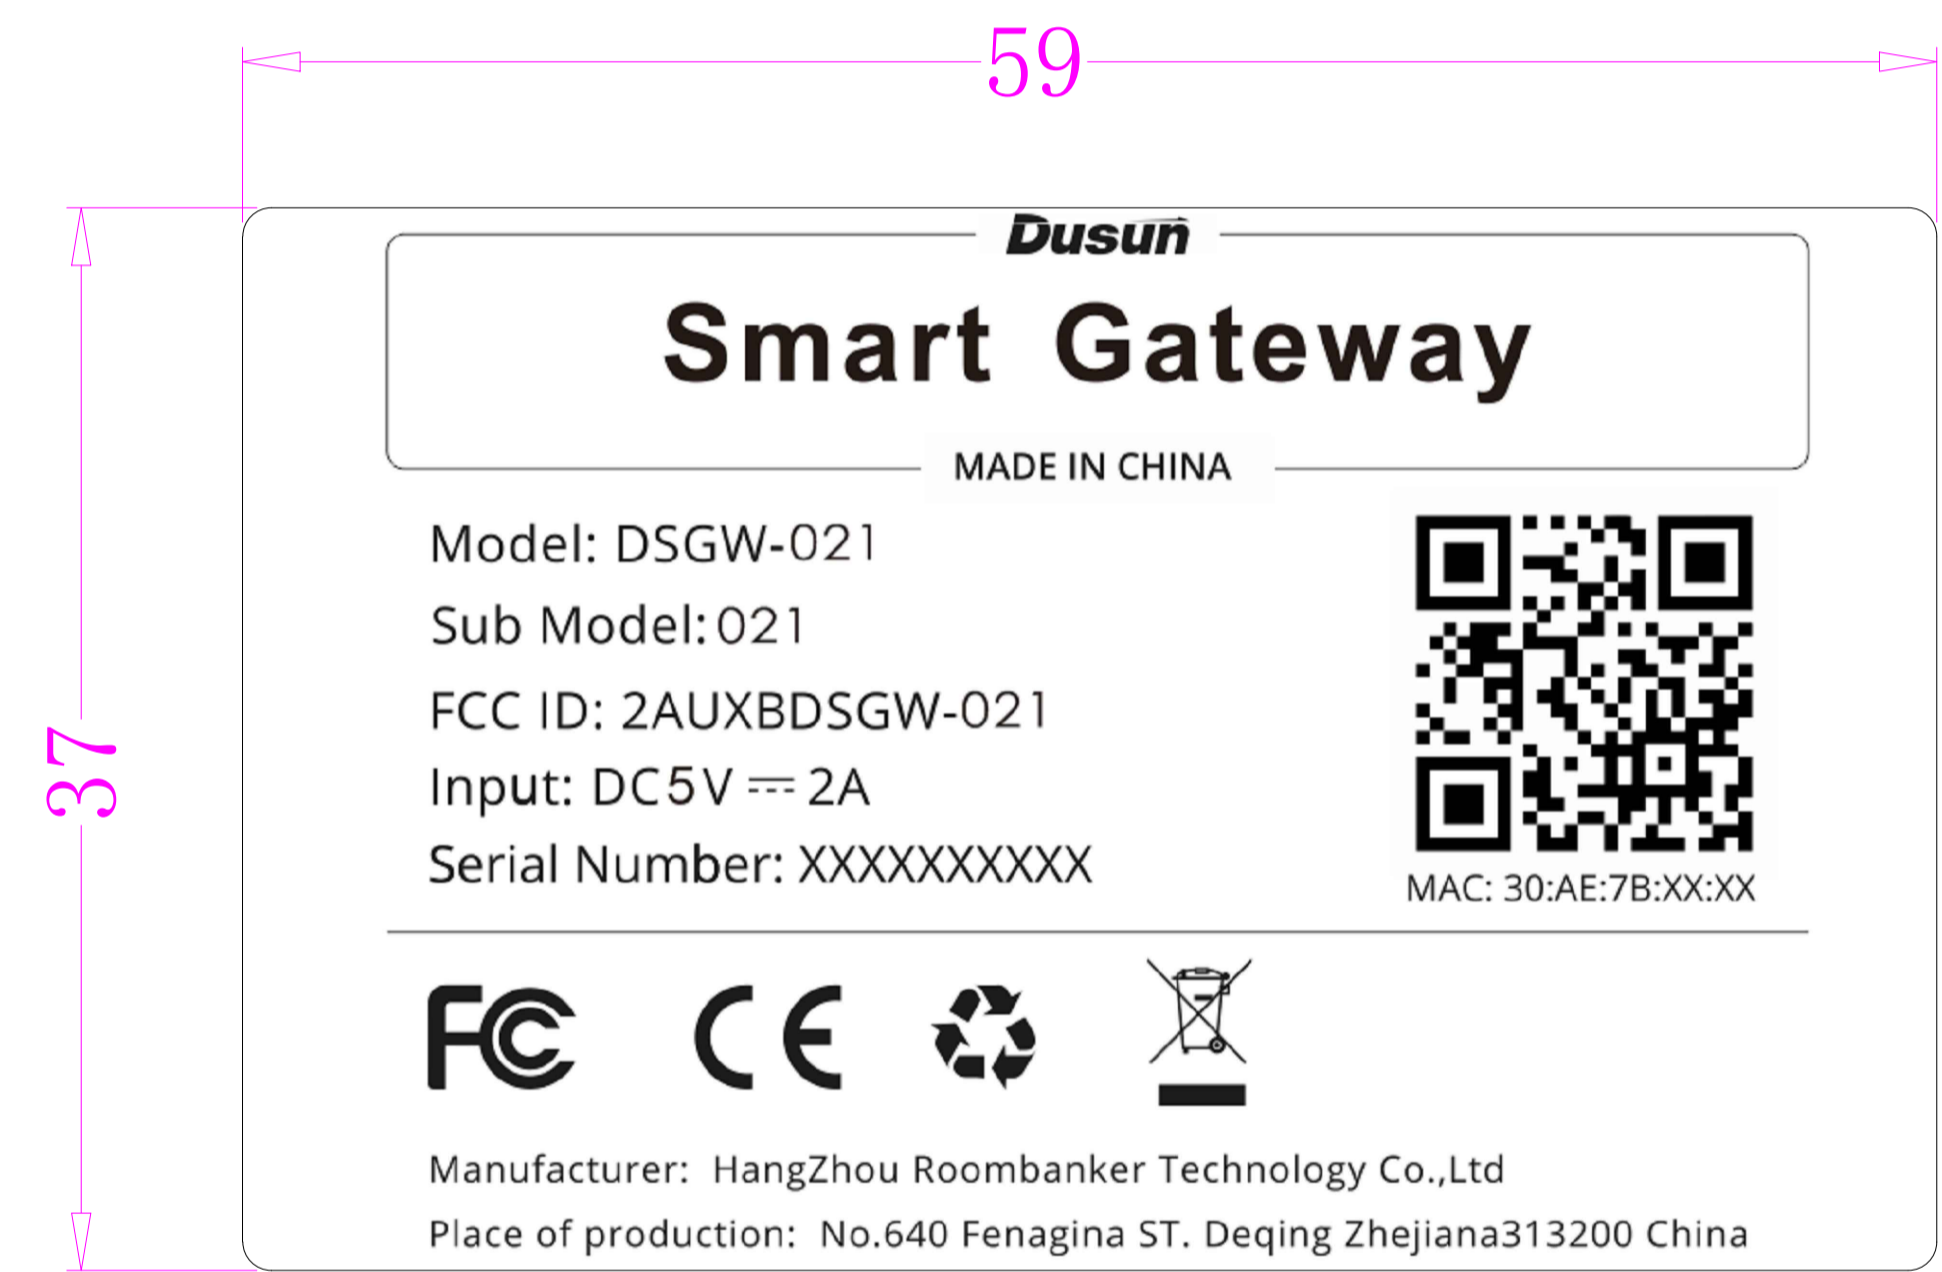 59
37
Dusun
Smart Gateway
MADE IN CHINA
Model: DSGW-021
Sub Model: 021
FCC ID: 2AUXBDSGW-021
Input: DC5V⎓2A
Serial Number: XXXXXXXXXX
MAC: 30:AE:7B:XX:XX
FC CE
Manufacturer: HangZhou Roombanker Technology Co.,Ltd
Place of production: No.640 Fenagina ST. Deqing Zhejiana313200 China